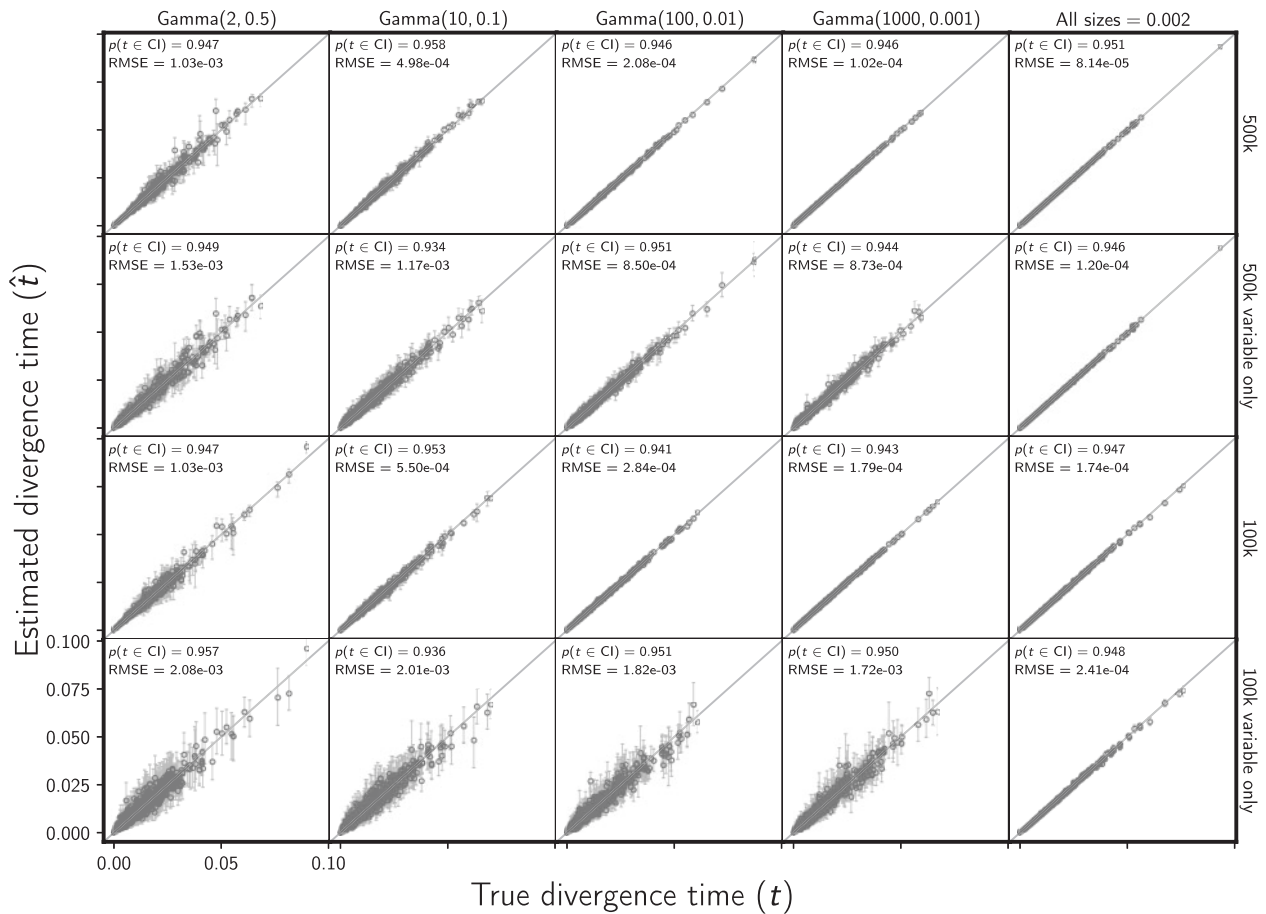 Gamma(2, 0.5) Gamma(10, 0.1) Gamma(100, 0.01) Gamma(1000, 0.001) All sizes = 0.002
p(t ∈ CI) = 0.947
RMSE = 1.03e-03
p(t ∈ CI) = 0.958
RMSE = 4.98e-04
p(t ∈ CI) = 0.946
RMSE = 2.08e-04
p(t ∈ CI) = 0.946
RMSE = 1.02e-04
p(t ∈ CI) = 0.951
RMSE = 8.14e-05
500k
p(t ∈ CI) = 0.949
RMSE = 1.53e-03
p(t ∈ CI) = 0.934
RMSE = 1.17e-03
p(t ∈ CI) = 0.951
RMSE = 8.50e-04
p(t ∈ CI) = 0.944
RMSE = 8.73e-04
p(t ∈ CI) = 0.946
RMSE = 1.20e-04
500k variable only
p(t ∈ CI) = 0.947
RMSE = 1.03e-03
p(t ∈ CI) = 0.953
RMSE = 5.50e-04
p(t ∈ CI) = 0.941
RMSE = 2.84e-04
p(t ∈ CI) = 0.943
RMSE = 1.79e-04
p(t ∈ CI) = 0.947
RMSE = 1.74e-04
100k
p(t ∈ CI) = 0.957
RMSE = 2.08e-03
p(t ∈ CI) = 0.936
RMSE = 2.01e-03
p(t ∈ CI) = 0.951
RMSE = 1.82e-03
p(t ∈ CI) = 0.950
RMSE = 1.72e-03
p(t ∈ CI) = 0.948
RMSE = 2.41e-04
100k variable only
Estimated divergence time (t̂)
0.100
0.075
0.050
0.025
0.000
0.00 0.05 0.10
True divergence time (t)